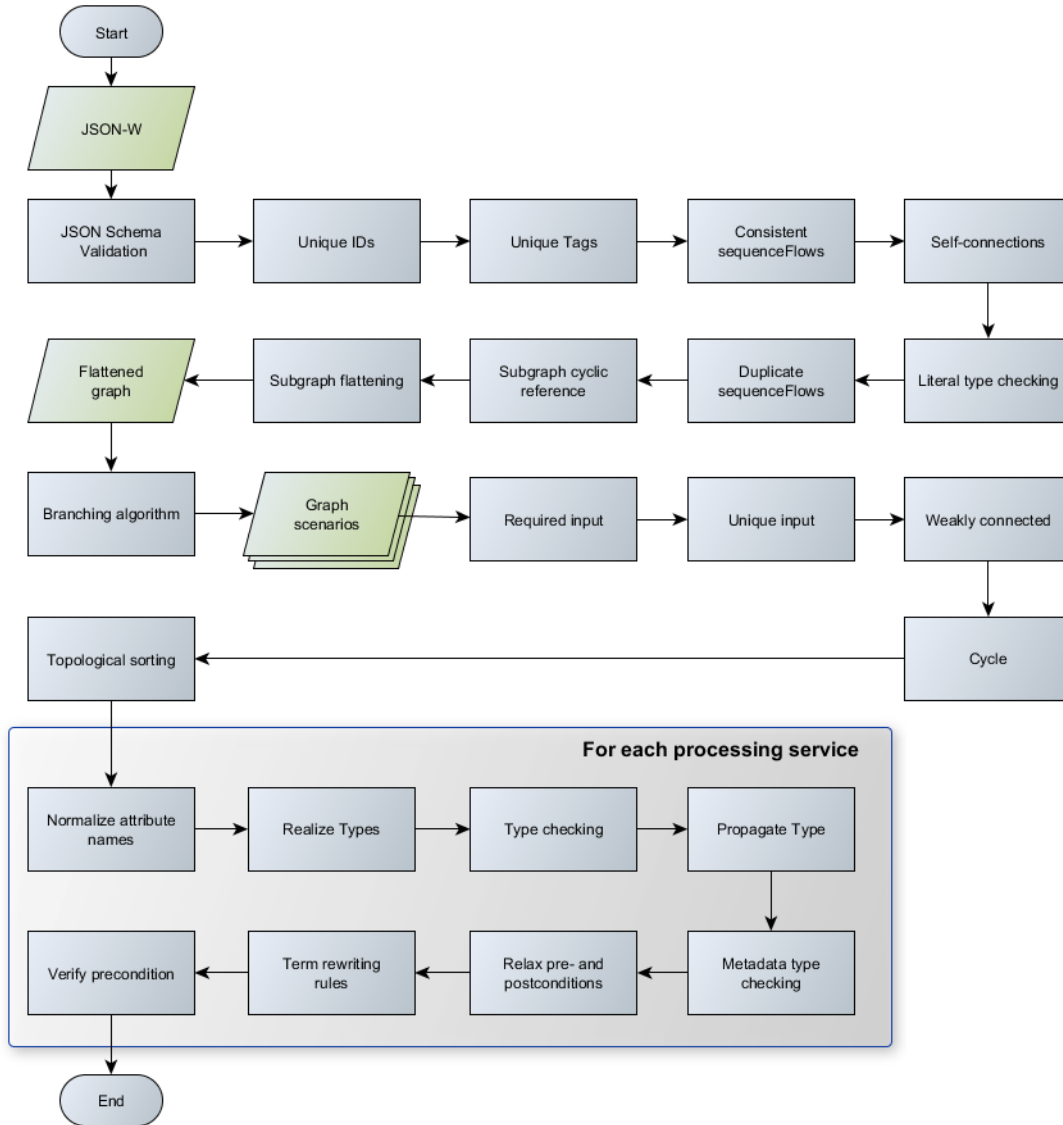 Start
JSON-W
JSON Schema
Validation
Unique IDs
Unique Tags
Consistent
sequenceFlows
Self-connections
Flattened
graph
Subgraph flattening
Subgraph cyclic
reference
Duplicate
sequenceFlows
Literal type checking
Branching algorithm
Graph
scenarios
Required input
Unique input
Weakly connected
Topological sorting
Cycle
For each processing service
Normalize attribute
names
Realize Types
Type checking
Propagate Type
Verify precondition
Term rewriting
rules
Relax pre- and
postconditions
Metadata type
checking
End